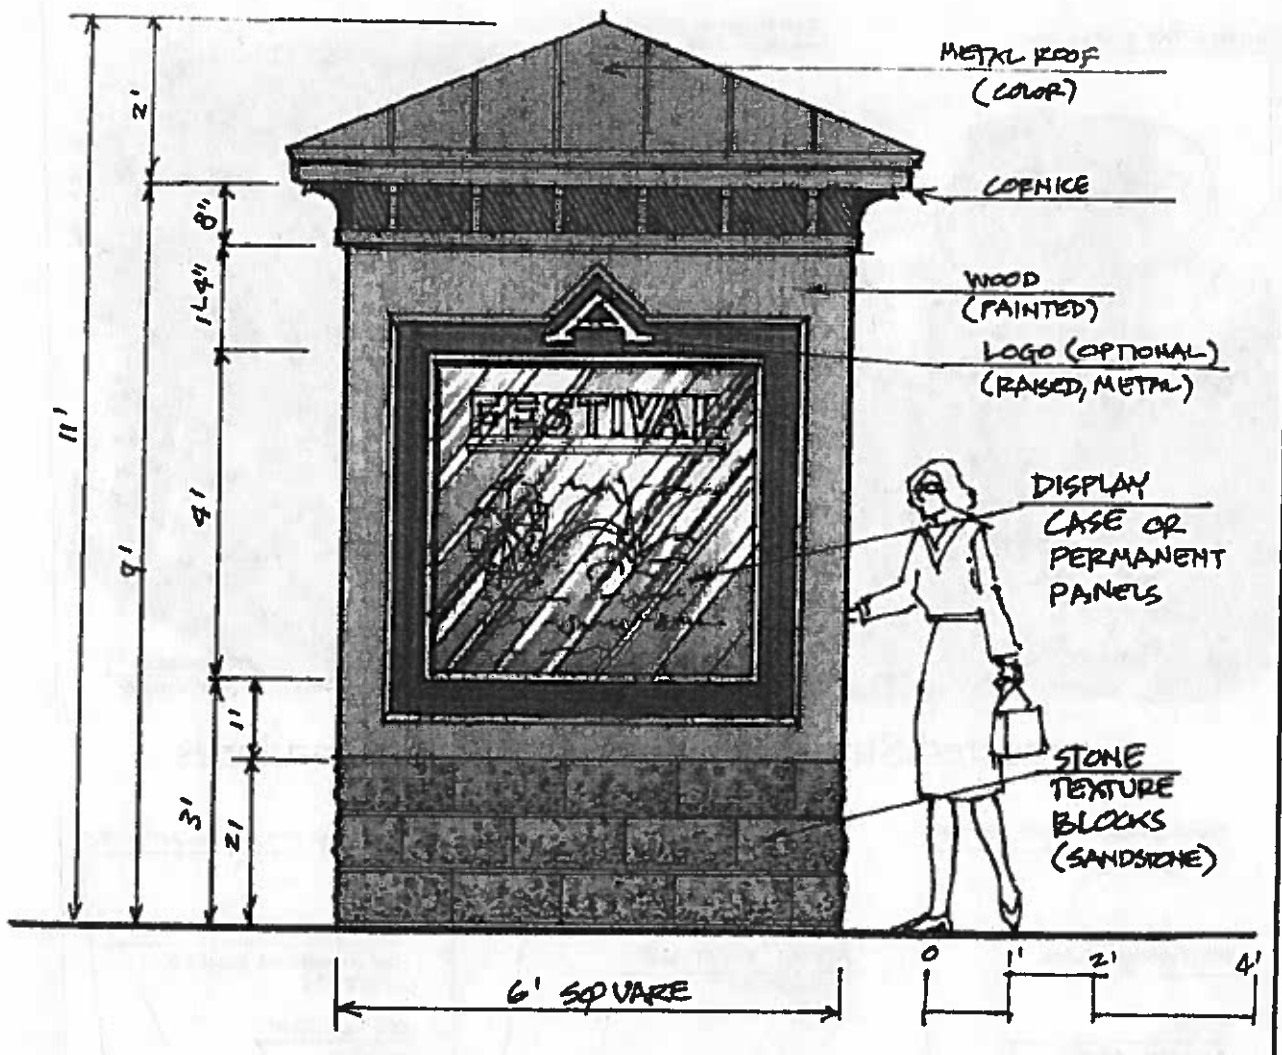 METAL ROOF
(COLOR)
CORNICE
WOOD
(PAINTED)
LOGO (OPTIONAL)
(RAISED, METAL)
FESTIVAL
DISPLAY
CASE OR
PERMANENT
PANELS
STONE
TEXTURE
BLOCKS
(SANDSTONE)
2'
8"
1'-4"
11'
4'
9'
1'
3'
2'
6' SQUARE
0 1' 2' 4'